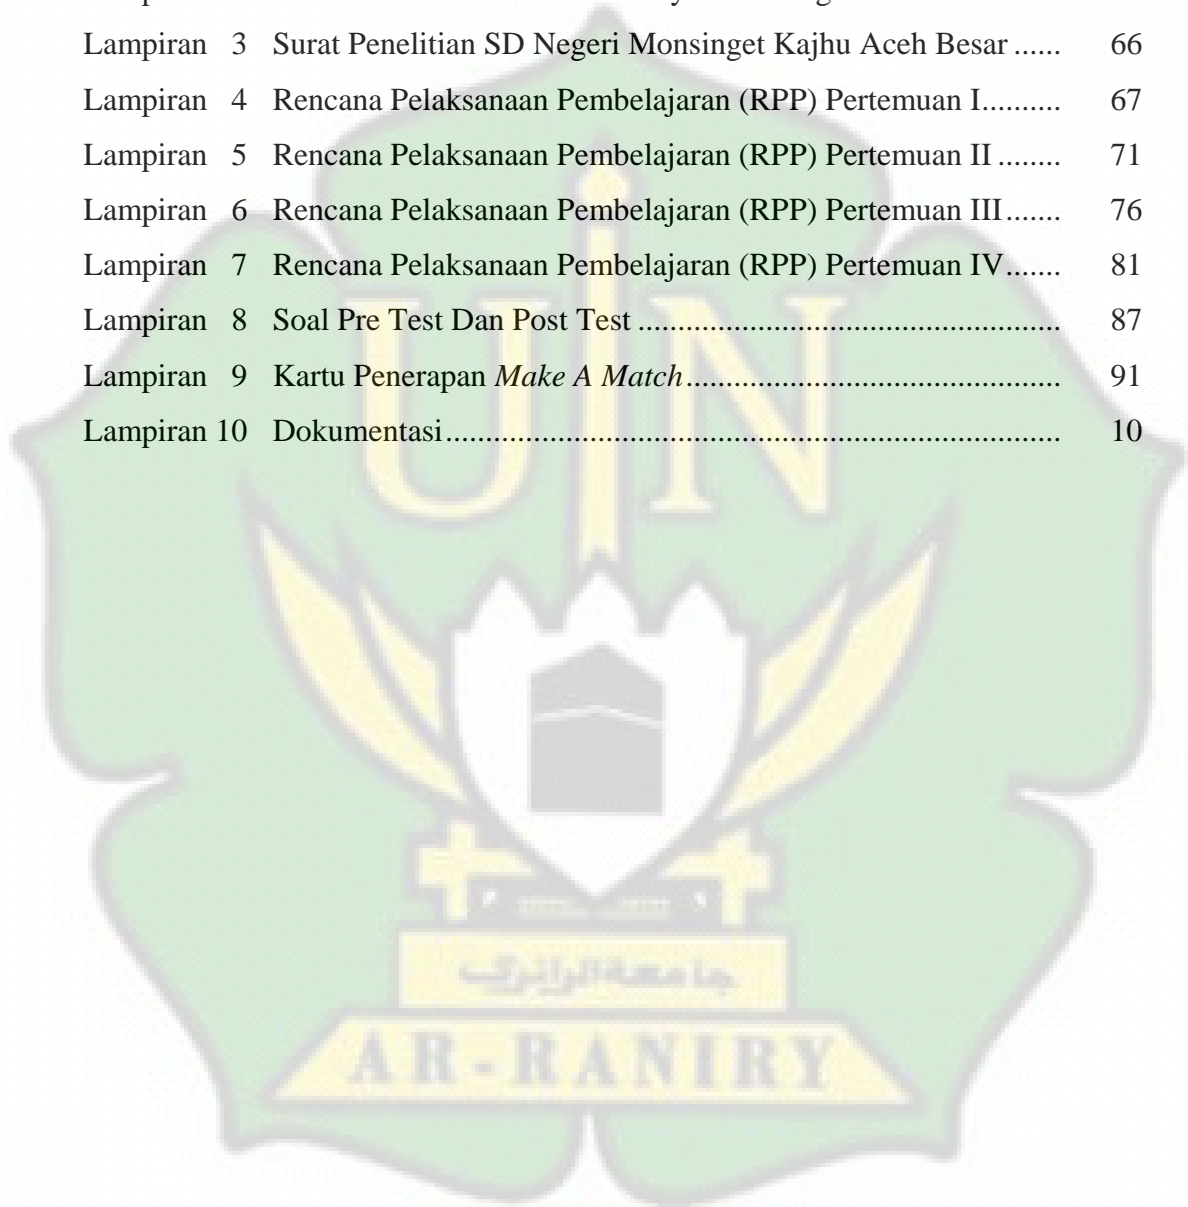 Lampiran 3 Surat Penelitian SD Negeri Monsinget Kajhu Aceh Besar ...... 66
Lampiran 4 Rencana Pelaksanaan Pembelajaran (RPP) Pertemuan I.......... 67
Lampiran 5 Rencana Pelaksanaan Pembelajaran (RPP) Pertemuan II ........ 71
Lampiran 6 Rencana Pelaksanaan Pembelajaran (RPP) Pertemuan III....... 76
Lampiran 7 Rencana Pelaksanaan Pembelajaran (RPP) Pertemuan IV....... 81
Lampiran 8 Soal Pre Test Dan Post Test ............................................... 87
Lampiran 9 Kartu Penerapan Make A Match.......................................... 91
Lampiran 10 Dokumentasi..................................................................... 10
UIN
جامعة الرانري
AR-RANIRY